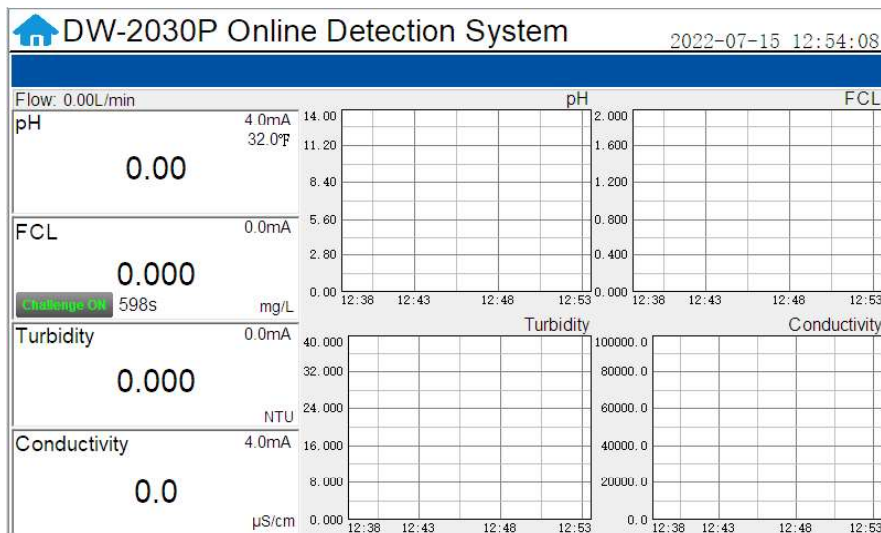 DW-2030P Online Detection System
2022-07-15 12:54:08
Flow: 0.00L/min
pH
4.0mA
32.0℉
0.00
FCL
0.0mA
0.000
Challenge ON 598s mg/L
Turbidity
0.0mA
0.000
NTU
Conductivity
4.0mA
0.0
µS/cm
pH
14.00
11.20
8.40
5.60
2.80
0.00
12:38 12:43 12:48 12:53
FCL
2.000
1.600
1.200
0.800
0.400
0.000
12:38 12:43 12:48 12:53
Turbidity
40.000
32.000
24.000
16.000
8.000
0.000
12:38 12:43 12:48 12:53
Conductivity
100000.0
80000.0
60000.0
40000.0
20000.0
0.0
12:38 12:43 12:48 12:53